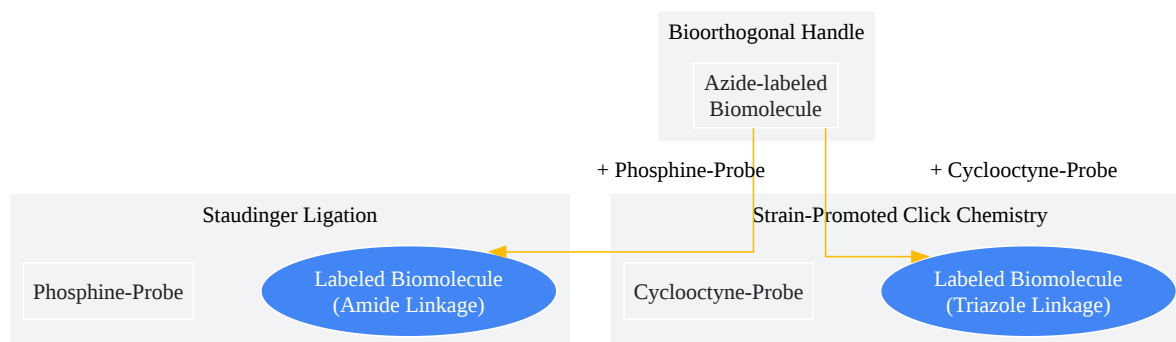 Bioorthogonal Handle
Azide-labeled
Biomolecule
+ Phosphine-Probe
+ Cyclooctyne-Probe
Staudinger Ligation
Strain-Promoted Click Chemistry
Phosphine-Probe
Labeled Biomolecule
(Amide Linkage)
Cyclooctyne-Probe
Labeled Biomolecule
(Triazole Linkage)